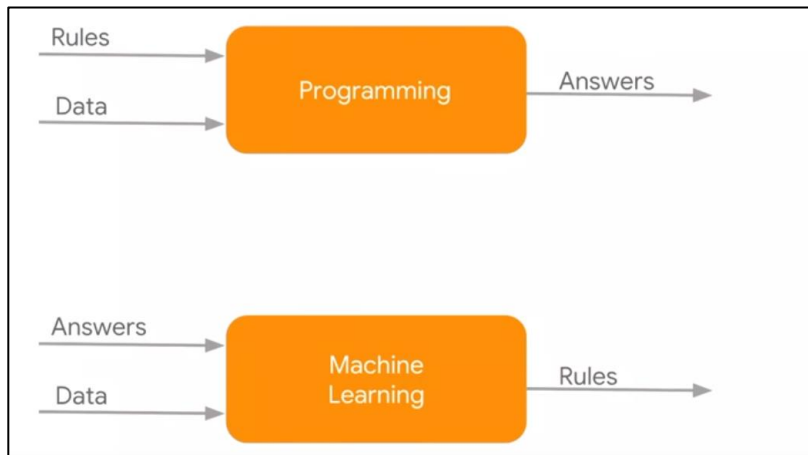 Rules
Data
Programming
Answers
Answers
Data
Machine
Learning
Rules